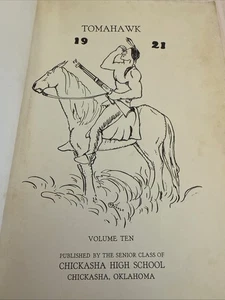 TOMAHAWK
19 21
VOLUME TEN
PUBLISHED BY THE SENIOR CLASS OF
CHICKASHA HIGH SCHOOL
CHICKASHA, OKLAHOMA